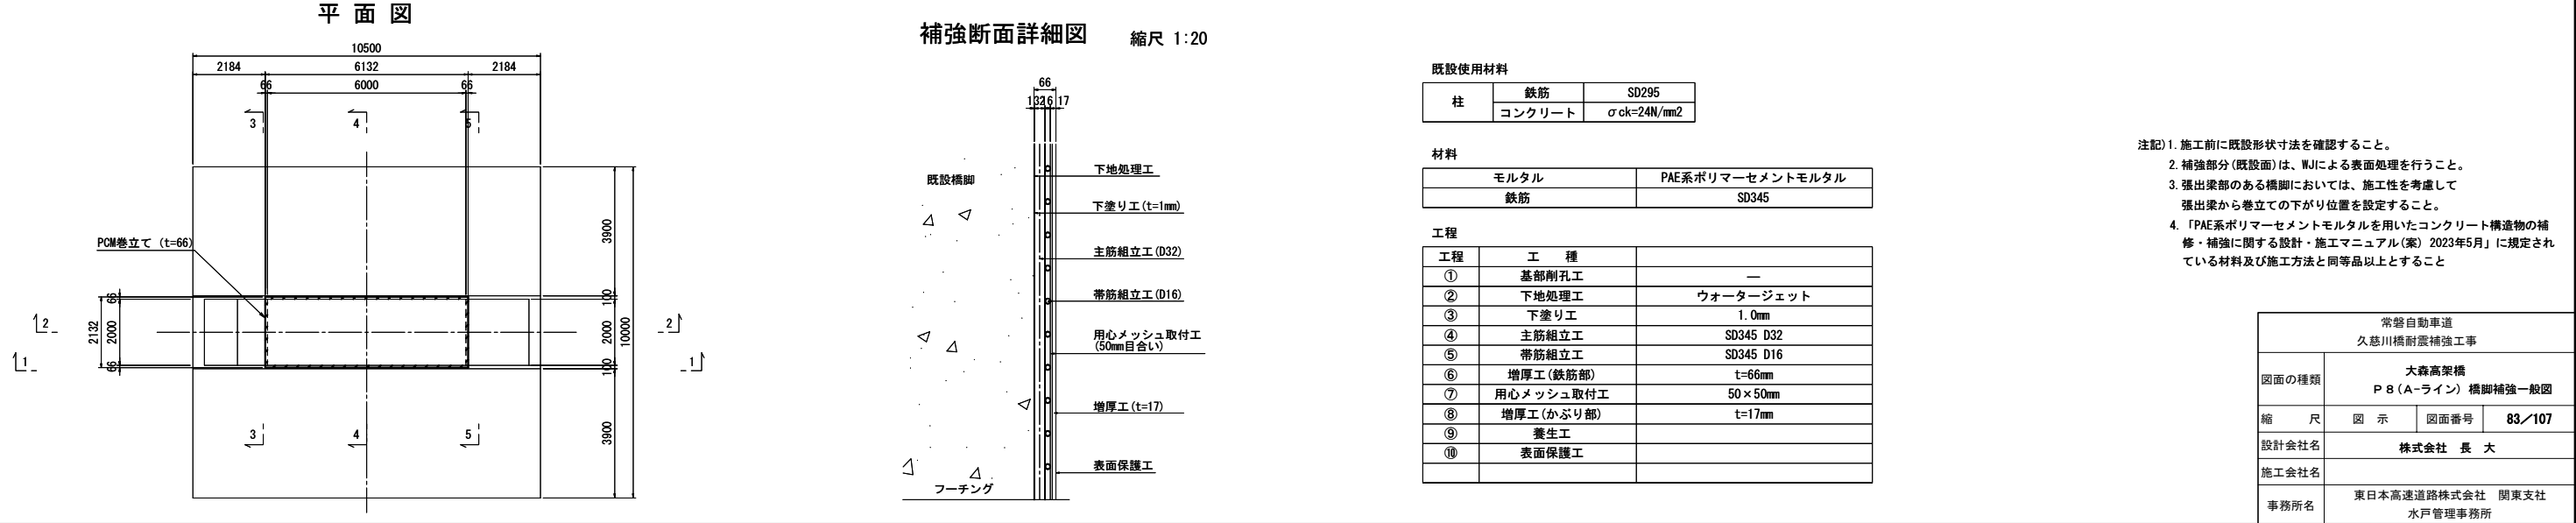 平 面 図
10500
2184 6132 2184
66 6000 66
3 4 5
PCM巻立て (t=66)
3900
66 100
2132 2000 2000 10000
66 100
3900
2 2
1 1
3 4 5
補強断面詳細図 縮尺 1:20
66
1 32 16 17
既設橋脚
下地処理工
下塗り工(t=1mm)
主筋組立工(D32)
帯筋組立工(D16)
用心メッシュ取付工
(50mm目合い)
増厚工(t=17)
表面保護工
フーチング
既設使用材料
柱 鉄筋 SD295
コンクリート σck=24N/mm2
材料
モルタル PAE系ポリマーセメントモルタル
鉄筋 SD345
工程
工程 工 種
① 基部削孔工 ―
② 下地処理工 ウォータージェット
③ 下塗り工 1.0mm
④ 主筋組立工 SD345 D32
⑤ 帯筋組立工 SD345 D16
⑥ 増厚工(鉄筋部) t=66mm
⑦ 用心メッシュ取付工 50×50mm
⑧ 増厚工(かぶり部) t=17mm
⑨ 養生工
⑩ 表面保護工
注記)1. 施工前に既設形状寸法を確認すること。
2. 補強部分(既設面)は、WJによる表面処理を行うこと。
3. 張出梁部のある橋脚においては、施工性を考慮して
張出梁から巻立ての下がり位置を設定すること。
4. 「PAE系ポリマーセメントモルタルを用いたコンクリート構造物の補
修・補強に関する設計・施工マニュアル(案) 2023年5月」に規定され
ている材料及び施工方法と同等品以上とすること
常磐自動車道
久慈川橋耐震補強工事
図面の種類 大森高架橋
P8(A-ライン) 橋脚補強一般図
縮 尺 図 示 図面番号 83/107
設計会社名 株式会社 長 大
施工会社名
事務所名 東日本高速道路株式会社 関東支社
水戸管理事務所